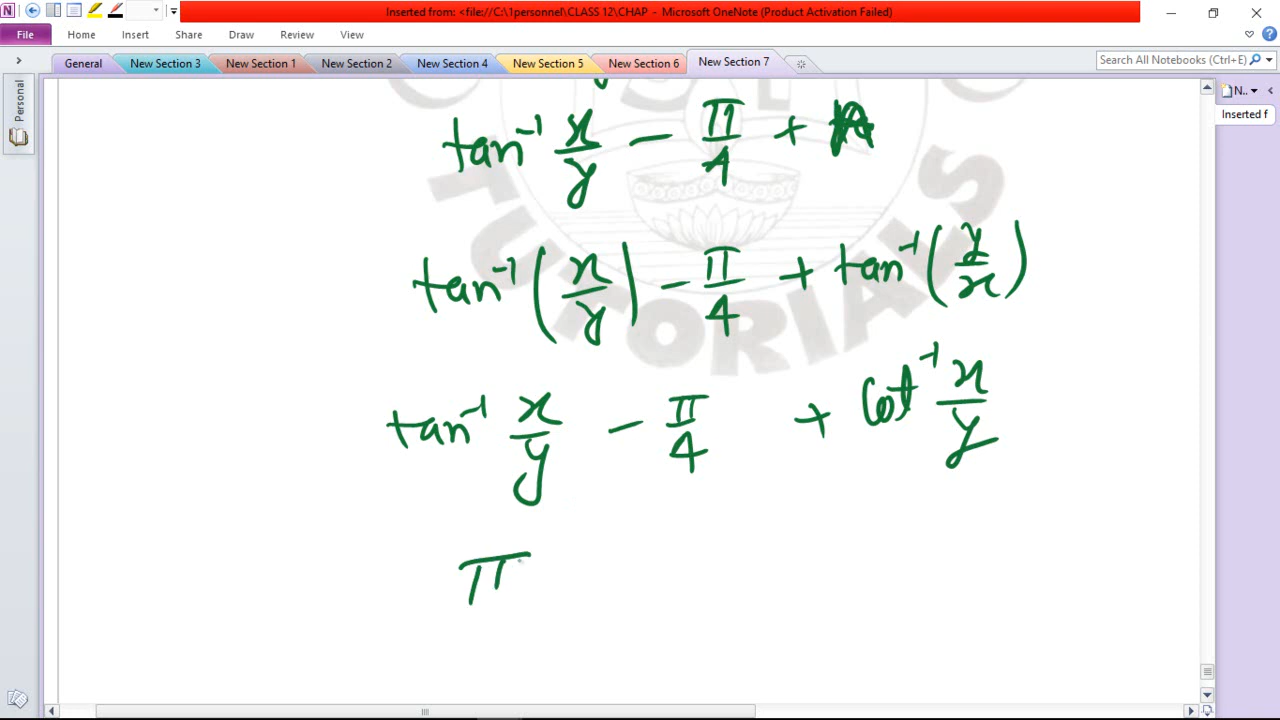 Inserted from: <file://C:\1personnel\CLASS 12\CHAP - Microsoft OneNote (Product Activation Failed)
File Home Insert Share Draw Review View
General New Section 3 New Section 1 New Section 2 New Section 4 New Section 5 New Section 6 New Section 7 Search All Notebooks (Ctrl+E)
Personal
N..
Inserted f
tan⁻¹ x/y − π/4 +
tan⁻¹(x/y) − π/4 + tan⁻¹(y/x)
tan⁻¹ x/y − π/4 + cot⁻¹ x/y
π
TUTORIALS